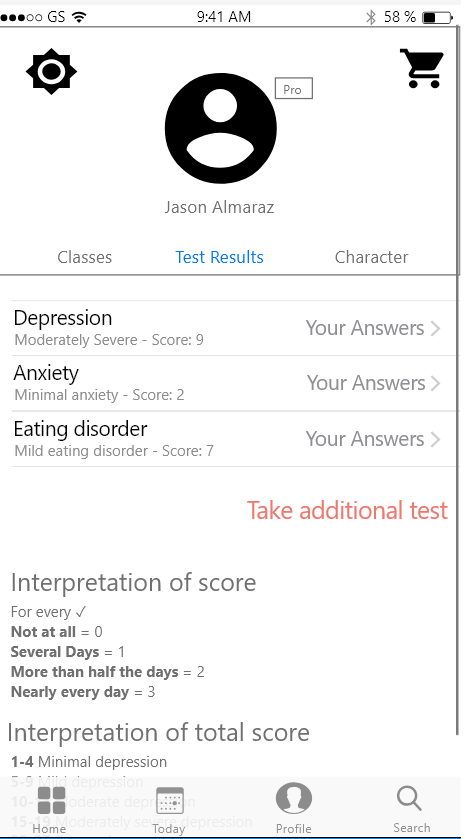 GS 9:41 AM 58 %
Pro
Jason Almaraz
Classes Test Results Character
Depression
Moderately Severe - Score: 9
Your Answers
Anxiety
Minimal anxiety - Score: 2
Your Answers
Eating disorder
Mild eating disorder - Score: 7
Your Answers
Take additional test
Interpretation of score
For every ✓
Not at all = 0
Several Days = 1
More than half the days = 2
Nearly every day = 3
Interpretation of total score
1-4 Minimal depression
5-9 Mild depression
10- Moderate depression
15-19 Moderately severe depression
Home Today Profile Search